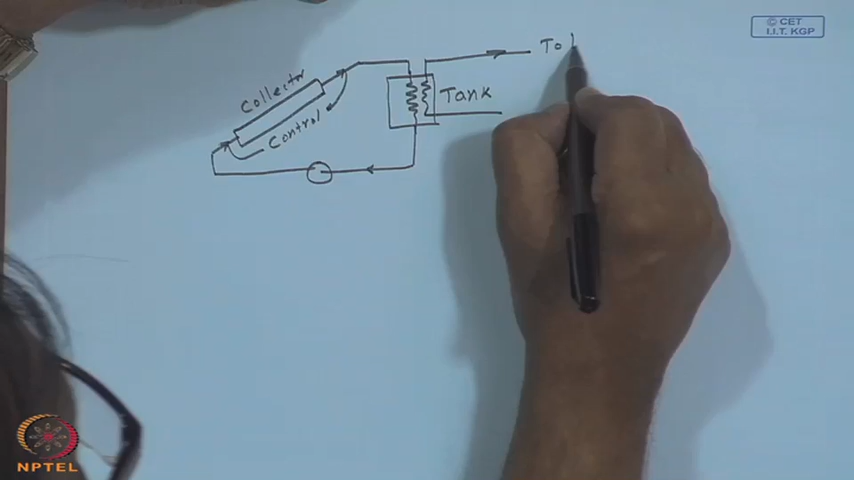 © CET
I.I.T. KGP
To
Collector
Control
Tank
NPTEL